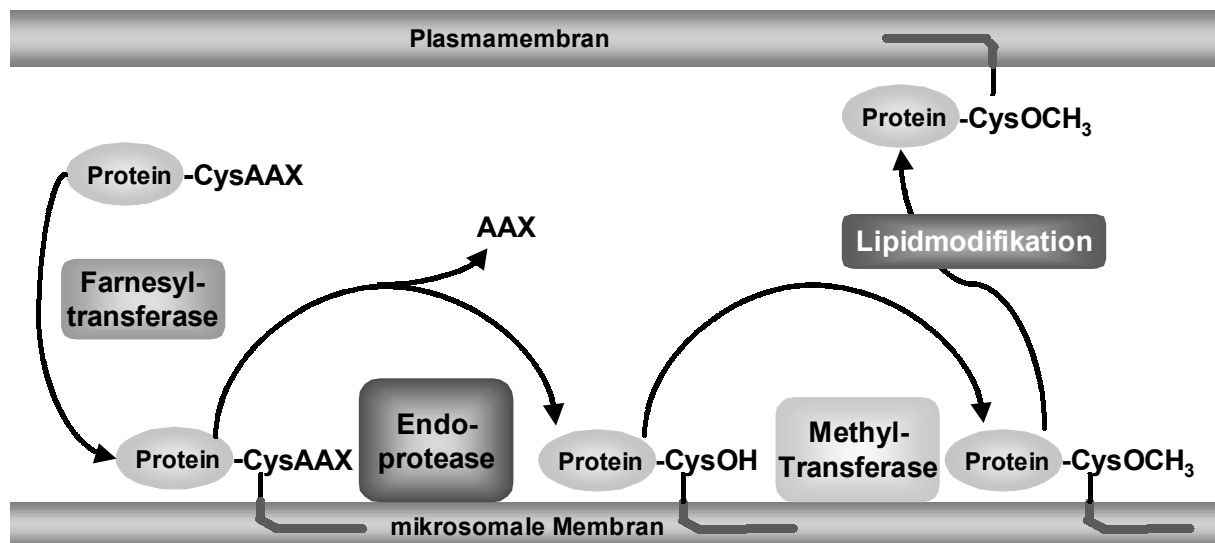 Plasmamembran
Protein -CysOCH₃
Protein -CysAAX
AAX
Lipidmodifikation
Farnesyl-
transferase
Endo-
protease
Methyl-
Transferase
Protein -CysAAX
Protein -CysOH
Protein -CysOCH₃
mikrosomale Membran